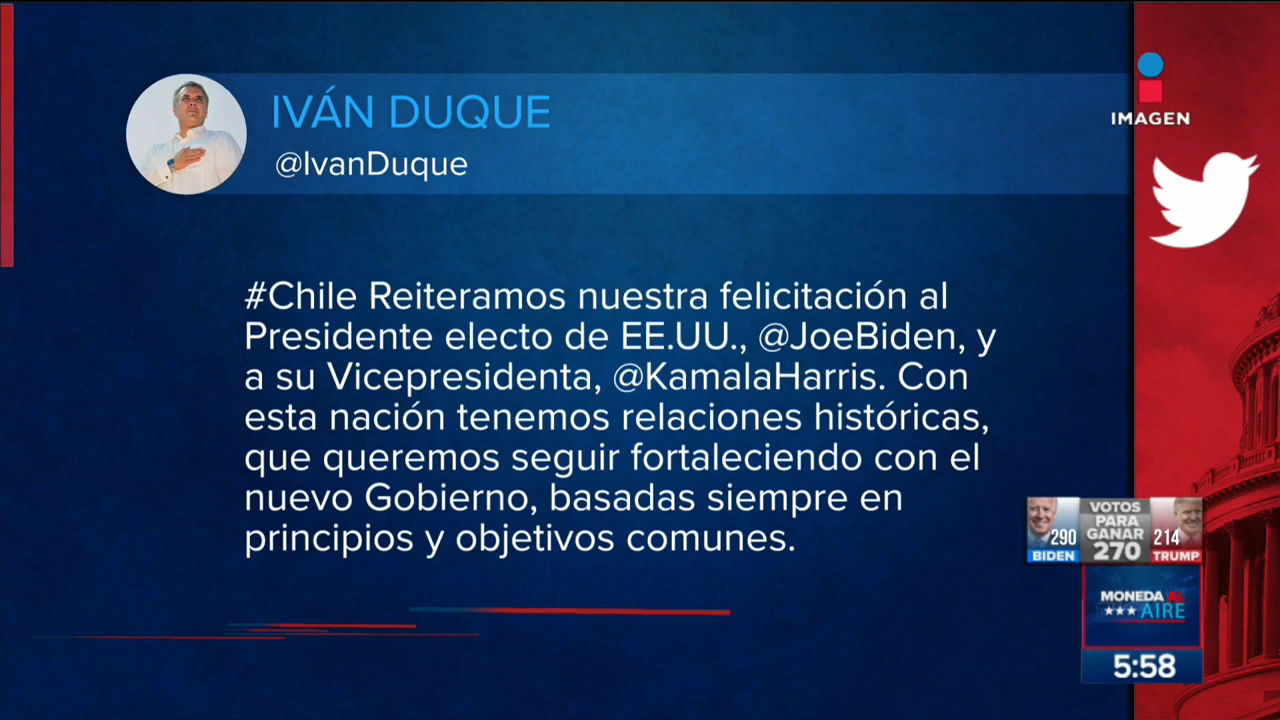 IVÁN DUQUE
@IvanDuque
IMAGEN
#Chile Reiteramos nuestra felicitación al
Presidente electo de EE.UU., @JoeBiden, y
a su Vicepresidenta, @KamalaHarris. Con
esta nación tenemos relaciones históricas,
que queremos seguir fortaleciendo con el
nuevo Gobierno, basadas siempre en
principios y objetivos comunes.
290
BIDEN
VOTOS
PARA
GANAR
270
214
TRUMP
MONEDA AL
AIRE
5:58